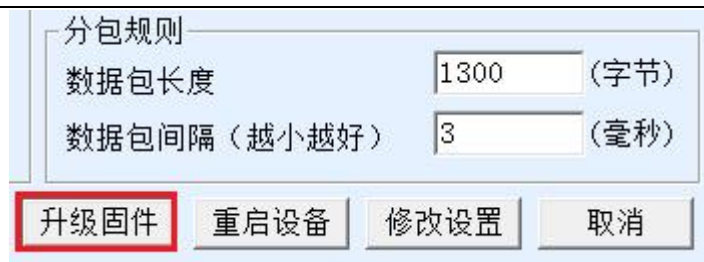 分包规则
数据包长度 1300 (字节)
数据包间隔（越小越好） 3 (毫秒)
升级固件 重启设备 修改设置 取消